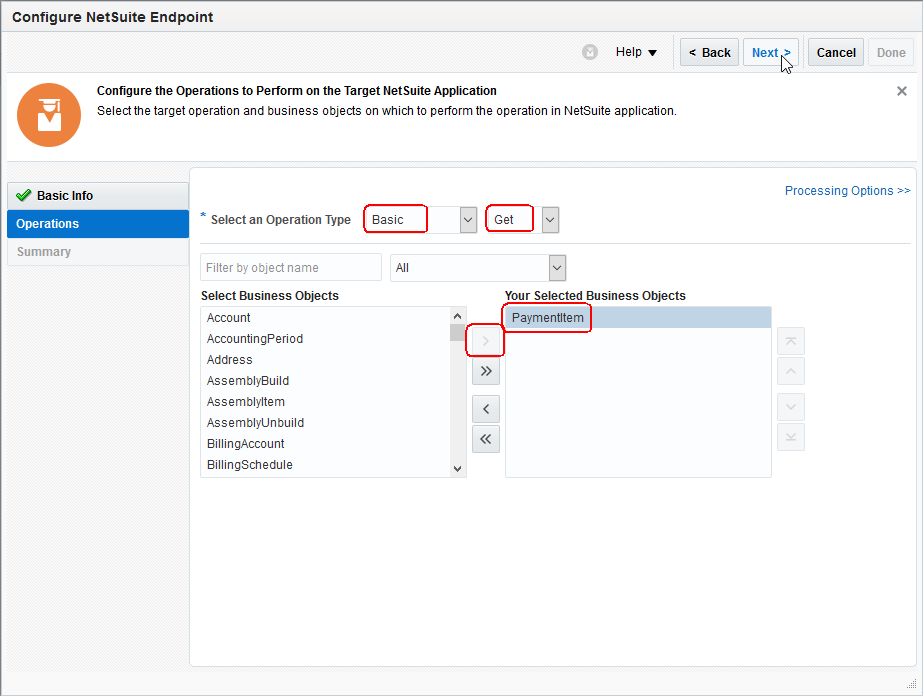 Configure NetSuite Endpoint
Help
< Back
Next >
Cancel
Done
Configure the Operations to Perform on the Target NetSuite Application
Select the target operation and business objects on which to perform the operation in NetSuite application.
Basic Info
Operations
Summary
Processing Options >>
* Select an Operation Type
Basic
Get
Filter by object name
All
Select Business Objects
Your Selected Business Objects
Account
AccountingPeriod
Address
AssemblyBuild
AssemblyItem
AssemblyUnbuild
BillingAccount
BillingSchedule
PaymentItem